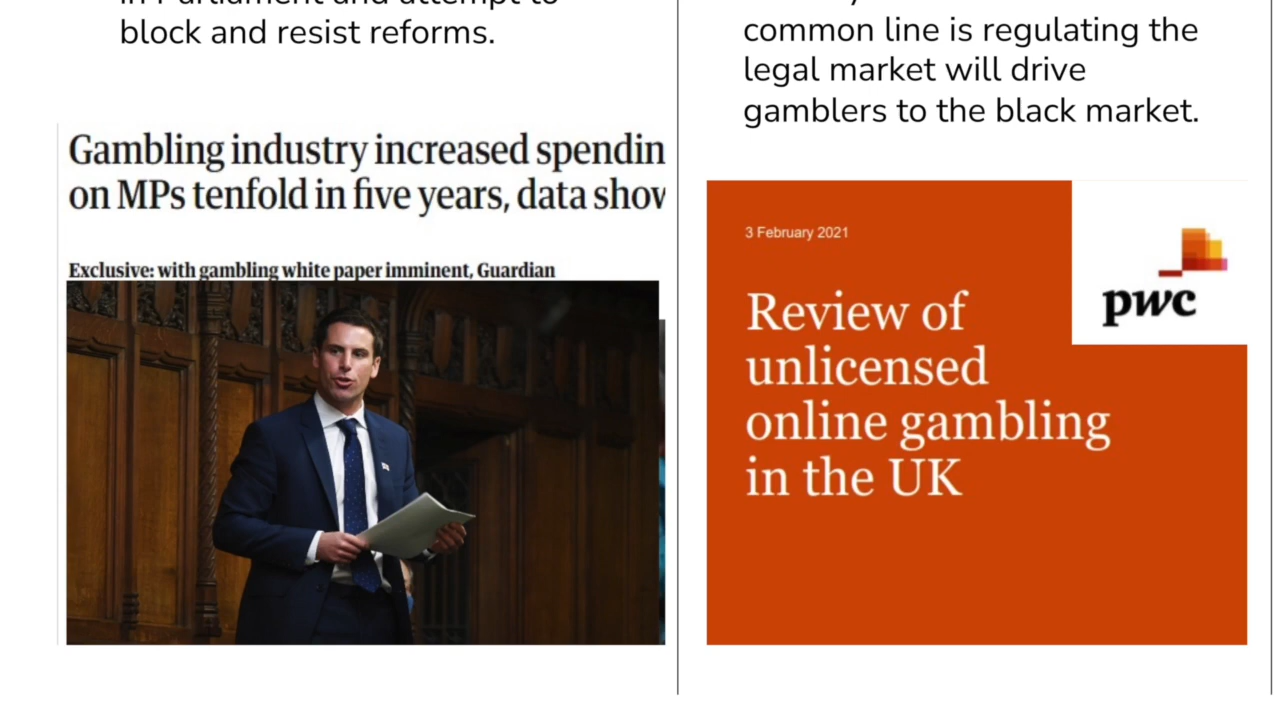 block and resist reforms.
Gambling industry increased
on MPs tenfold in five years, data
Exclusive: with gambling white paper imminent, Guardian
common line is regulating the
legal market will drive
gamblers to the black market.
3 February 2021
pwc
Review of
unlicensed
online gambling
in the UK